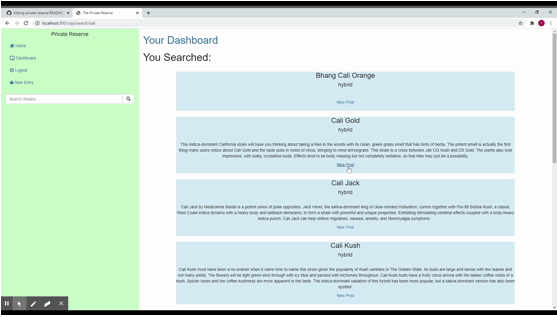 Editing private-reserve/README
The Private Reserve
localhost:3001/app/search/cali
Private Reserve
Home
Dashboard
Logout
New Entry
Search Strains...
Your Dashboard
You Searched:
Bhang Cali Orange
hybrid
New Post
Cali Gold
hybrid
This indica-dominant California strain will have you thinking about taking a hike in the woods with its clean, green grass smell that has hints of herbs. The potent smell is actually the first
thing many users notice about Cali Gold and the taste puts in notes of citrus, bringing to mind lemongrass. This strain is a cross between Jah OG Kush and OG Gold. The plants also look
impressive, with bulky, crystalline buds. Effects tend to be body relaxing but not completely sedative, so that hike may just be a possibility.
New Post
Cali Jack
hybrid
Cali Jack by Medicanna Seeds is a potent union of polar opposites. Jack Herer, the sativa-dominant king of clear-minded motivation, comes together with Pre-98 Bubba Kush, a classic
West Coast indica dynamic with a heavy body and laidback demeanor, to form a strain with powerful and unique properties. Exhibiting stimulating cerebral effects coupled with a body-heavy
indica punch, Cali Jack can help relieve migraines, nausea, anxiety, and fibromyalgia symptoms.
New Post
Cali Kush
hybrid
Cali Kush must have been a no-brainer when it came time to name this strain given the popularity of Kush varieties in The Golden State. Its buds are large and dense with few leaves and
not many pistils. The flowers will get light green shot through with icy blue and packed with trichomes throughout. Cali Kush buds have a fruity citrus aroma with the darker coffee notes of a
kush. Spicier tones and the coffee kushness are more apparent in the taste. The indica-dominant variation of this hybrid has been more popular, but a sativa-dominant version has also been
spotted.
New Post